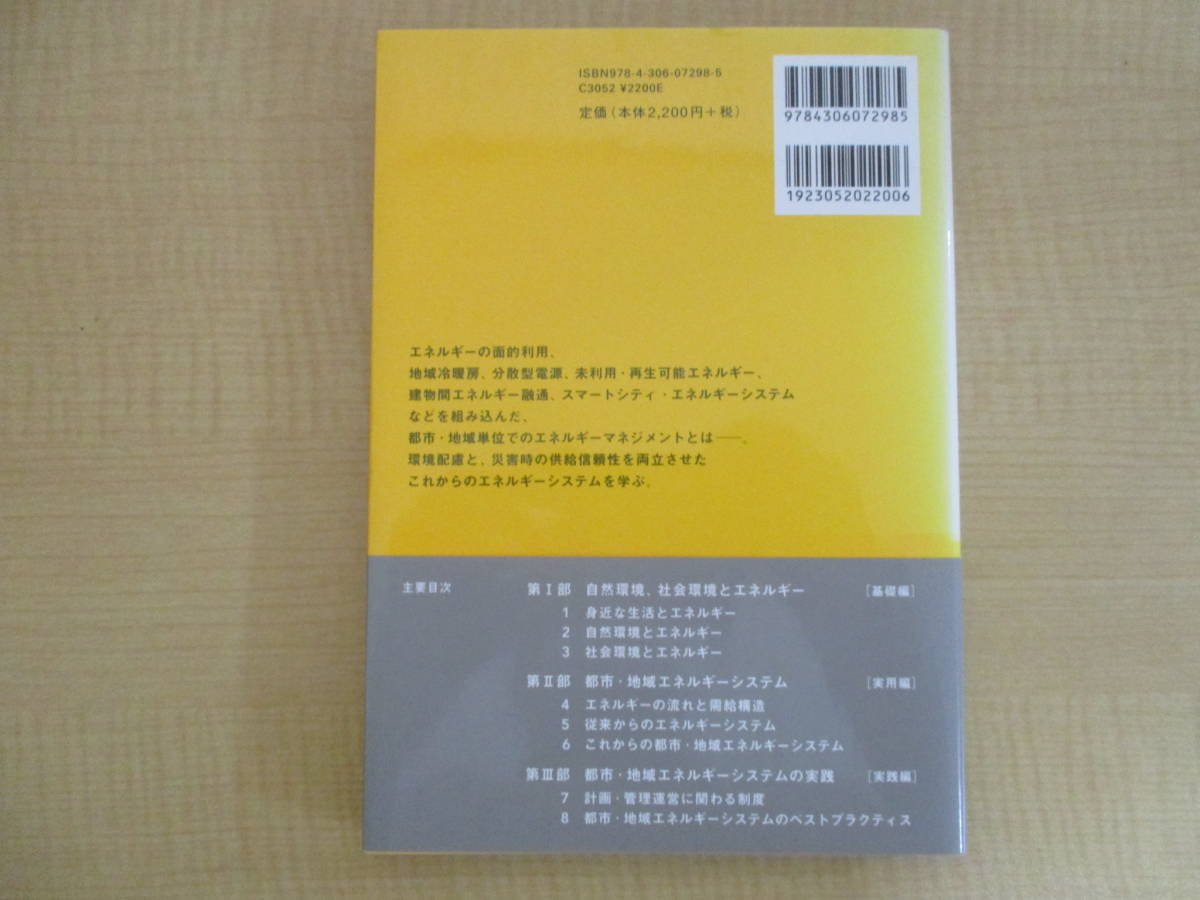 ISBN978-4-306-07298-5
C3052 ¥2200E
定価(本体2,200円+税)
9784306072985
1923052022006
エネルギーの面的利用、
地域冷暖房、分散型電源、未利用・再生可能エネルギー、
建物間エネルギー融通、スマートシティ・エネルギーシステム
などを組み込んだ、
都市・地域単位でのエネルギーマネジメントとは——。
環境配慮と、災害時の供給信頼性を両立させた
これからのエネルギーシステムを学ぶ。
主要目次 第Ⅰ部 自然環境、社会環境とエネルギー [基礎編]
1 身近な生活とエネルギー
2 自然環境とエネルギー
3 社会環境とエネルギー
第Ⅱ部 都市・地域エネルギーシステム [実用編]
4 エネルギーの流れと需給構造
5 従来からのエネルギーシステム
6 これからの都市・地域エネルギーシステム
第Ⅲ部 都市・地域エネルギーシステムの実践 [実践編]
7 計画・管理運営に関わる制度
8 都市・地域エネルギーシステムのベストプラクティス